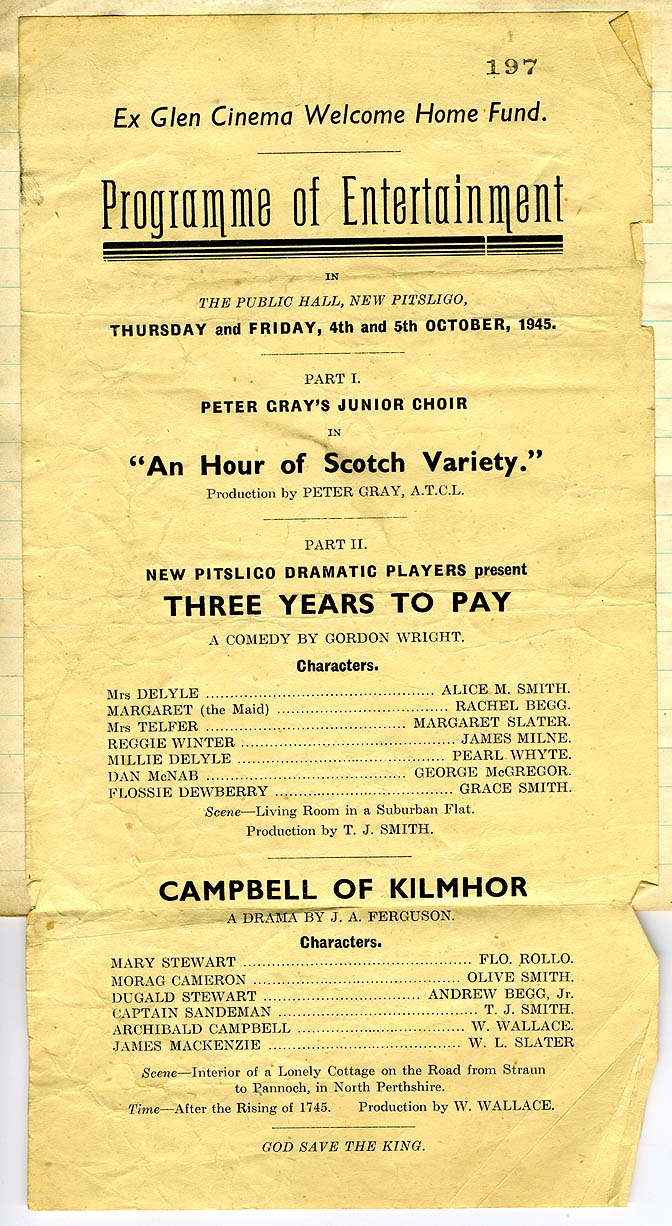 197
Ex Glen Cinema Welcome Home Fund.
Programme of Entertainment
IN
THE PUBLIC HALL, NEW PITSLIGO,
THURSDAY and FRIDAY, 4th and 5th OCTOBER, 1945.
PART I.
PETER GRAY'S JUNIOR CHOIR
IN
"An Hour of Scotch Variety."
Production by PETER GRAY, A.T.C.L.
PART II.
NEW PITSLIGO DRAMATIC PLAYERS present
THREE YEARS TO PAY
A COMEDY BY GORDON WRIGHT.
Characters.
Mrs DELYLE ........................ ALICE M. SMITH.
MARGARET (the Maid) ........................ RACHEL BEGG.
Mrs TELFER ........................ MARGARET SLATER.
REGGIE WINTER ........................ JAMES MILNE.
MILLIE DELYLE ........................ PEARL WHYTE.
DAN McNAB ........................ GEORGE McGREGOR.
FLOSSIE DEWBERRY ........................ GRACE SMITH.
Scene—Living Room in a Suburban Flat.
Production by T. J. SMITH.
CAMPBELL OF KILMHOR
A DRAMA BY J. A. FERGUSON.
Characters.
MARY STEWART ........................ FLO. ROLLO.
MORAG CAMERON ........................ OLIVE SMITH.
DUGALD STEWART ........................ ANDREW BEGG, Jr.
CAPTAIN SANDEMAN ........................ T. J. SMITH.
ARCHIBALD CAMPBELL ........................ W. WALLACE.
JAMES MACKENZIE ........................ W. L. SLATER
Scene—Interior of a Lonely Cottage on the Road from Straun
to Pannoch, in North Perthshire.
Time—After the Rising of 1745. Production by W. WALLACE.
GOD SAVE THE KING.